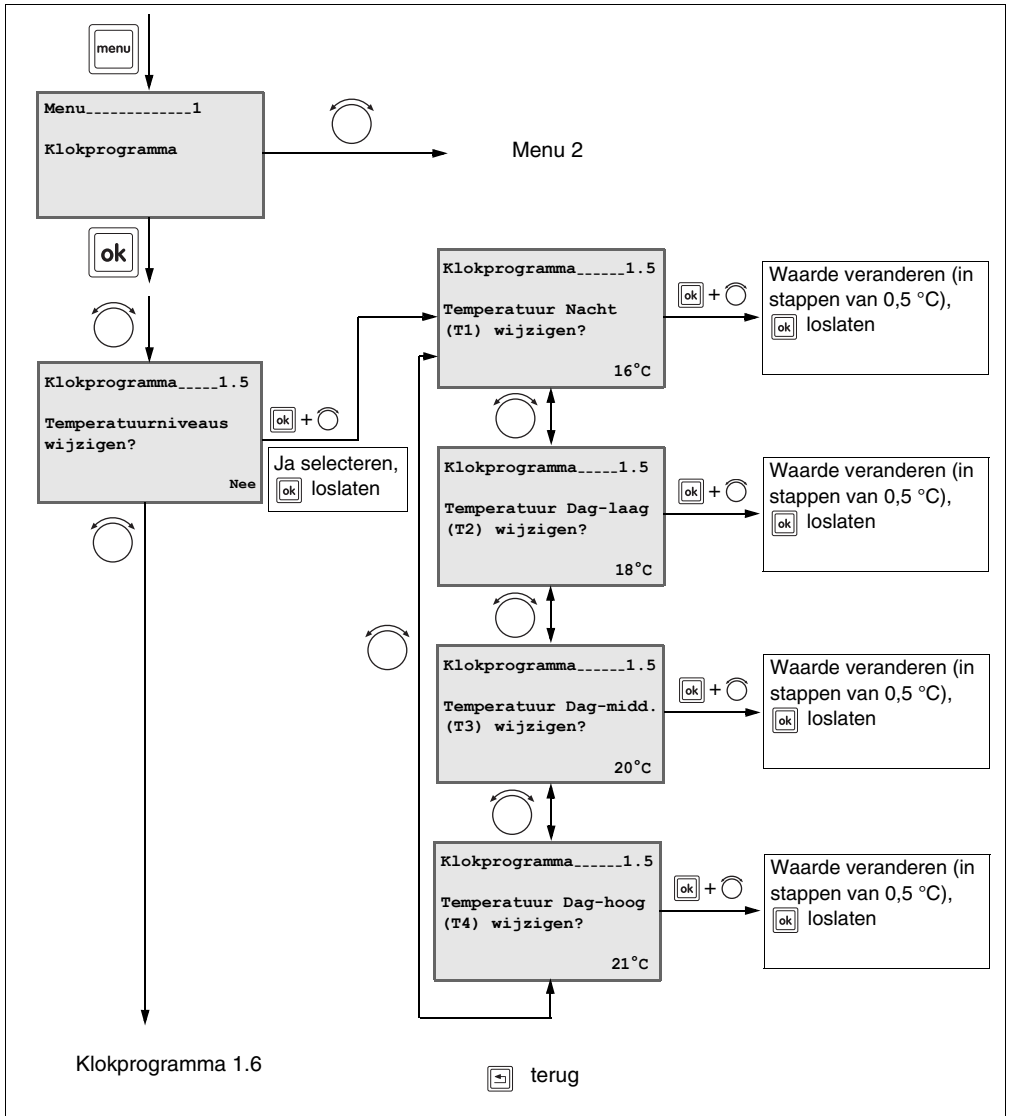 menu
Menu_____________1
Klokprogramma
Menu 2
ok
Klokprogramma_____1.5
Temperatuurniveaus
wijzigen?
Nee
ok +
Ja selecteren,
ok loslaten
Klokprogramma______1.5
Temperatuur Nacht
(T1) wijzigen?
16°C
ok +
Waarde veranderen (in
stappen van 0,5 °C),
ok loslaten
Klokprogramma_____1.5
Temperatuur Dag-laag
(T2) wijzigen?
18°C
ok +
Waarde veranderen (in
stappen van 0,5 °C),
ok loslaten
Klokprogramma______1.5
Temperatuur Dag-midd.
(T3) wijzigen?
20°C
ok +
Waarde veranderen (in
stappen van 0,5 °C),
ok loslaten
Klokprogramma______1.5
Temperatuur Dag-hoog
(T4) wijzigen?
21°C
ok +
Waarde veranderen (in
stappen van 0,5 °C),
ok loslaten
Klokprogramma 1.6
terug